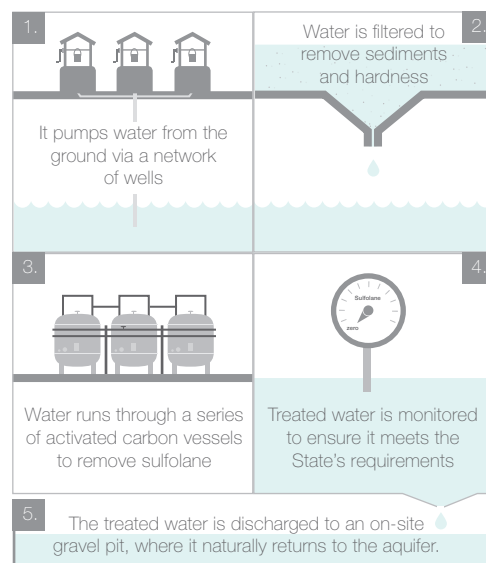 1.
It pumps water from the
ground via a network
of wells
2.
Water is filtered to
remove sediments
and hardness
3.
Water runs through a series
of activated carbon vessels
to remove sulfolane
4.
Sulfolane
zero
Treated water is monitored
to ensure it meets the
State's requirements
5.
The treated water is discharged to an on-site
gravel pit, where it naturally returns to the aquifer.